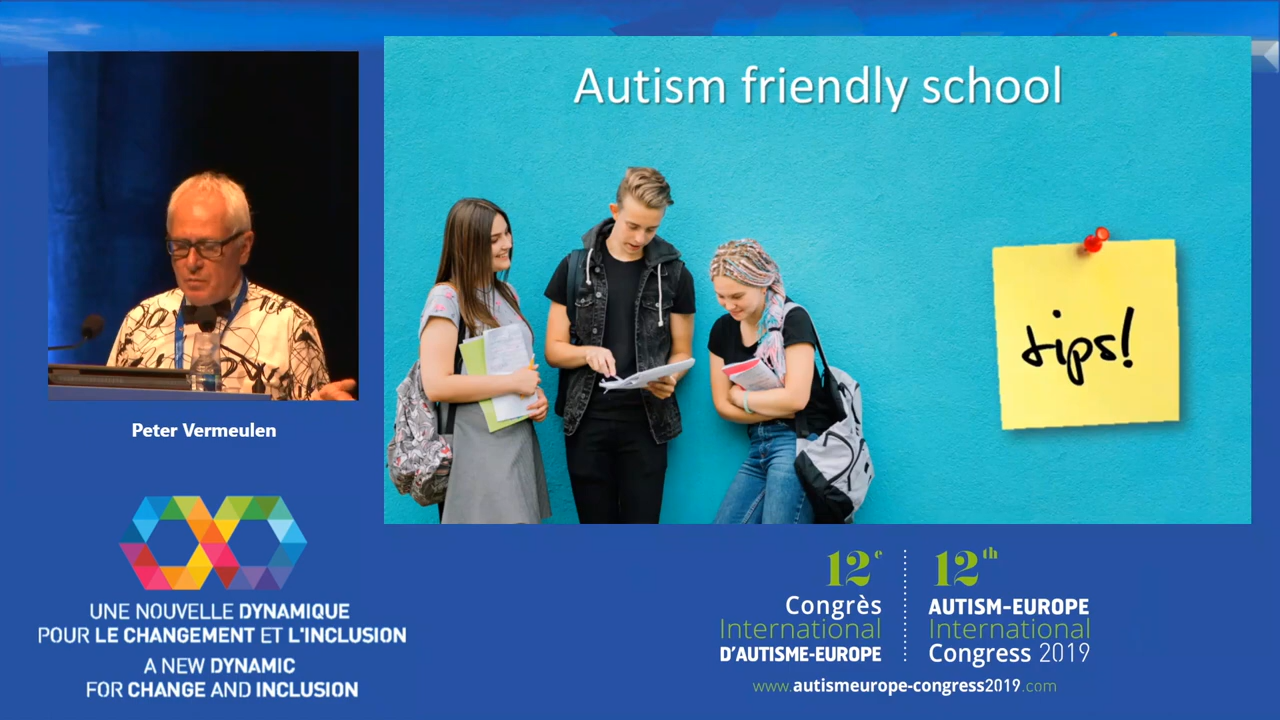 Autism friendly school
tips!
Peter Vermeulen
UNE NOUVELLE DYNAMIQUE
POUR LE CHANGEMENT ET L'INCLUSION
A NEW DYNAMIC
FOR CHANGE AND INCLUSION
12e
Congrès
International
D'AUTISME-EUROPE
12th
AUTISM-EUROPE
International
Congress 2019
www.autismeurope-congress2019.com